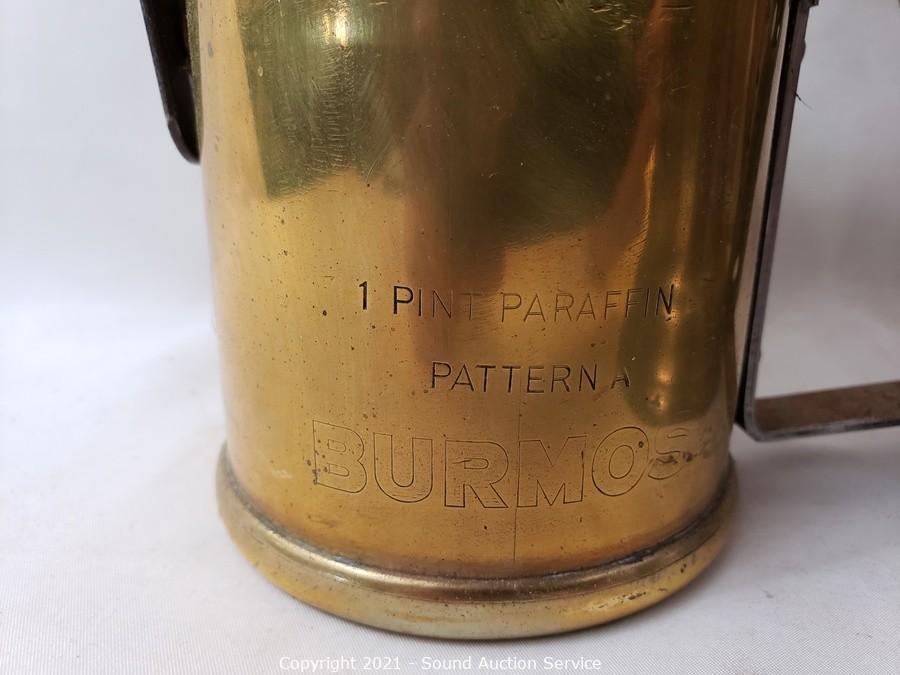 1 PINT PARAFFIN
PATTERN A
BURMOS
Copyright 2021 - Sound Auction Service